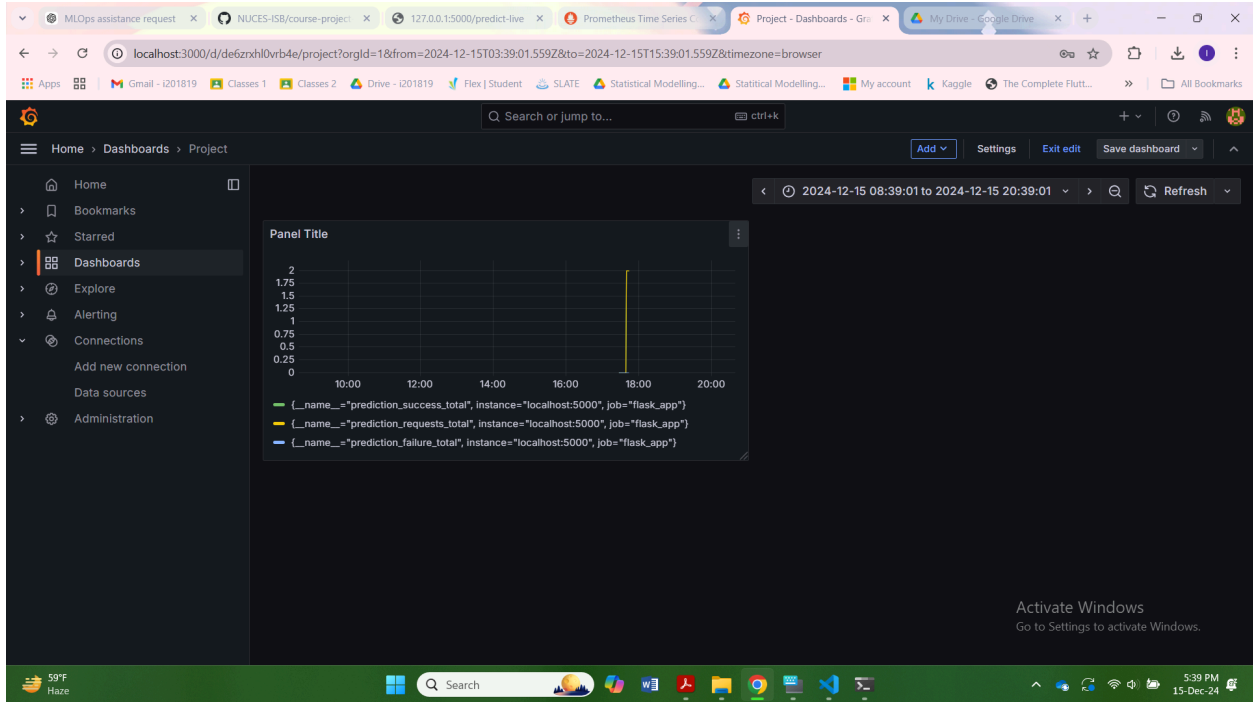 MLOps assistance request
NUCES-ISB/course-project
127.0.0.1:5000/predict-live
Prometheus Time Series C
Project - Dashboards - Gra
My Drive - Google Drive
localhost:3000/d/de6zrxhl0vrb4e/project?orgId=1&from=2024-12-15T03:39:01.559Z&to=2024-12-15T15:39:01.559Z&timezone=browser
Apps
Gmail - i201819
Classes 1
Classes 2
Drive - i201819
Flex | Student
SLATE
Statistical Modelling...
Statitical Modelling...
My account
Kaggle
The Complete Flutt...
All Bookmarks
Search or jump to...
ctrl+k
Home › Dashboards › Project
Add
Settings
Exit edit
Save dashboard
Home
Bookmarks
Starred
Dashboards
Explore
Alerting
Connections
Add new connection
Data sources
Administration
2024-12-15 08:39:01 to 2024-12-15 20:39:01
Refresh
Panel Title
2
1.75
1.5
1.25
1
0.75
0.5
0.25
0
10:00 12:00 14:00 16:00 18:00 20:00
{__name__="prediction_success_total", instance="localhost:5000", job="flask_app"}
{__name__="prediction_requests_total", instance="localhost:5000", job="flask_app"}
{__name__="prediction_failure_total", instance="localhost:5000", job="flask_app"}
Activate Windows
Go to Settings to activate Windows.
59°F
Haze
Search
5:39 PM
15-Dec-24